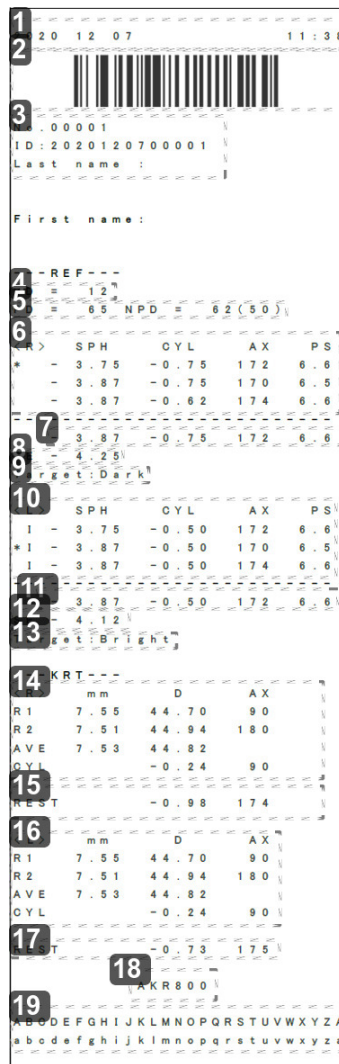 1
2020 12 07 11:38
2
3
No.00001
ID:2020120700001
Last name :
First name:
4
---REF---
5
= 12
= 65 NPD = 62(50)
6
<R> SPH CYL AX PS
* - 3.75 -0.75 172 6.6
- 3.87 -0.75 170 6.5
- 3.87 -0.62 174 6.6
7
- 3.87 -0.75 172 6.6
8
- 4.25
9
Target:Dark
10
<L> SPH CYL AX PS
I - 3.75 -0.50 172 6.6
*I - 3.87 -0.50 170 6.5
I - 3.87 -0.50 174 6.6
11
- 3.87 -0.50 172 6.6
12
- 4.12
13
Target:Bright
---KRT---
14
<R> mm D AX
R1 7.55 44.70 90
R2 7.51 44.94 180
AVE 7.53 44.82
CYL -0.24 90
15
REST -0.98 174
16
<L> mm D AX
R1 7.55 44.70 90
R2 7.51 44.94 180
AVE 7.53 44.82
CYL -0.24 90
17
REST -0.73 175
18
AKR800
19
ABCDEFGHIJKLMNOPQRSTUVWXYZA
abcdefghijklmnopqrstuvwxyza